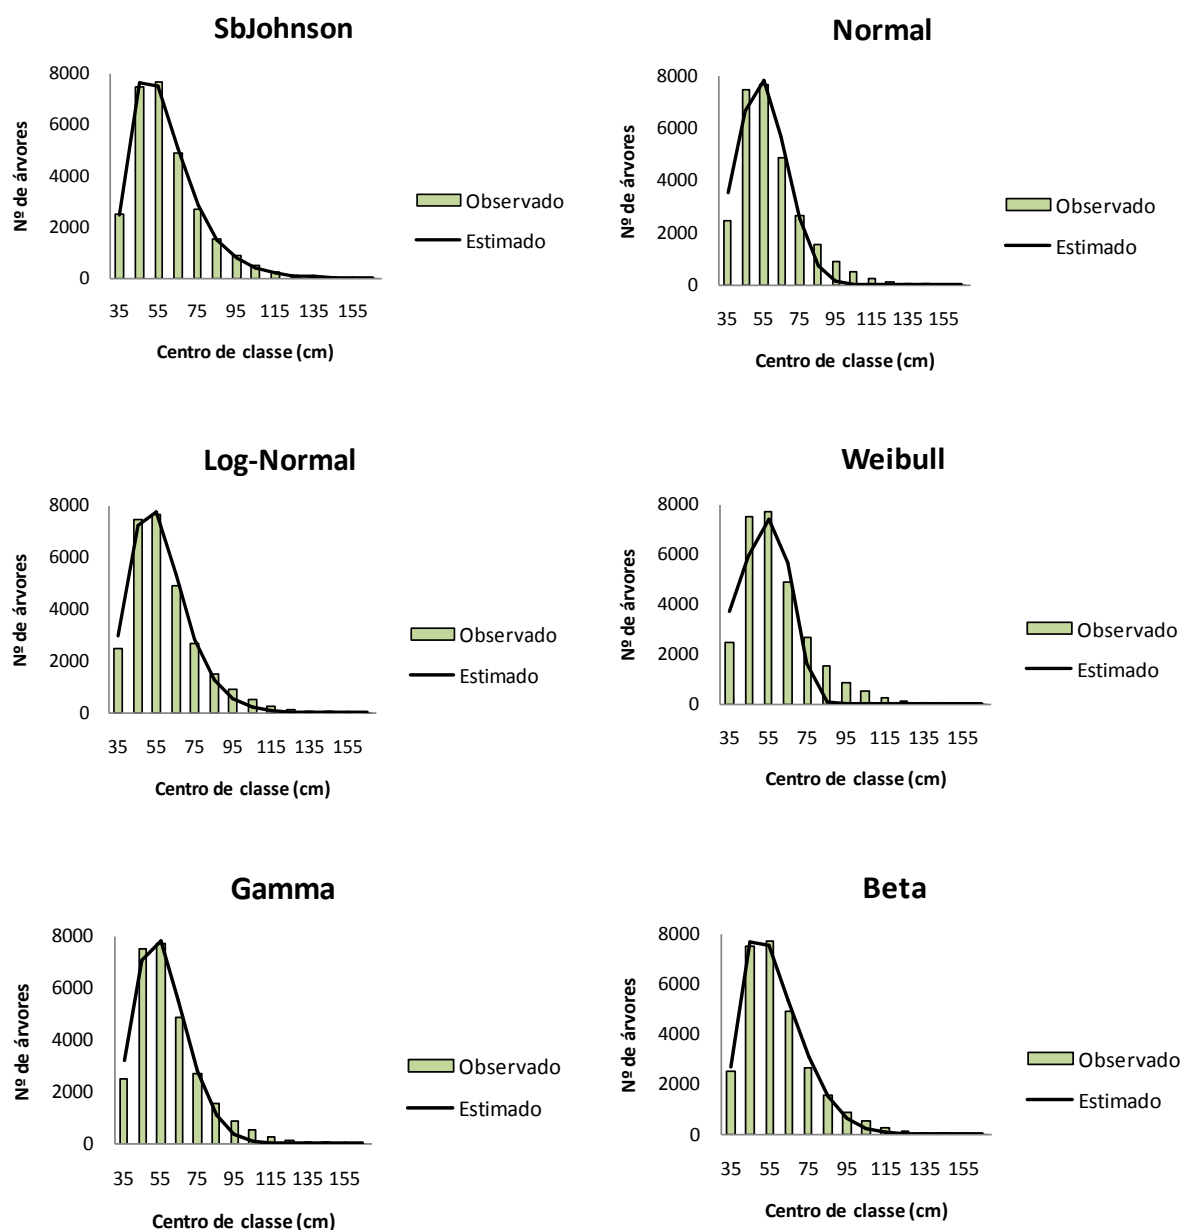 SbJohnson
8000
6000
4000
2000
0
Nº de árvores
35 55 75 95 115 135 155
Centro de classe (cm)
Observado
Estimado
Normal
8000
6000
4000
2000
0
Nº de árvores
35 55 75 95 115 135 155
Centro de classe (cm)
Observado
Estimado
Log-Normal
8000
6000
4000
2000
0
Nº de árvores
35 55 75 95 115 135 155
Centro de classe (cm)
Observado
Estimado
Weibull
8000
6000
4000
2000
0
Nº de árvores
35 55 75 95 115 135 155
Centro de classe (cm)
Observado
Estimado
Gamma
8000
6000
4000
2000
0
Nº de árvores
35 55 75 95 115 135 155
Centro de classe (cm)
Observado
Estimado
Beta
8000
6000
4000
2000
0
Nº de árvores
35 55 75 95 115 135 155
Centro de classe (cm)
Observado
Estimado